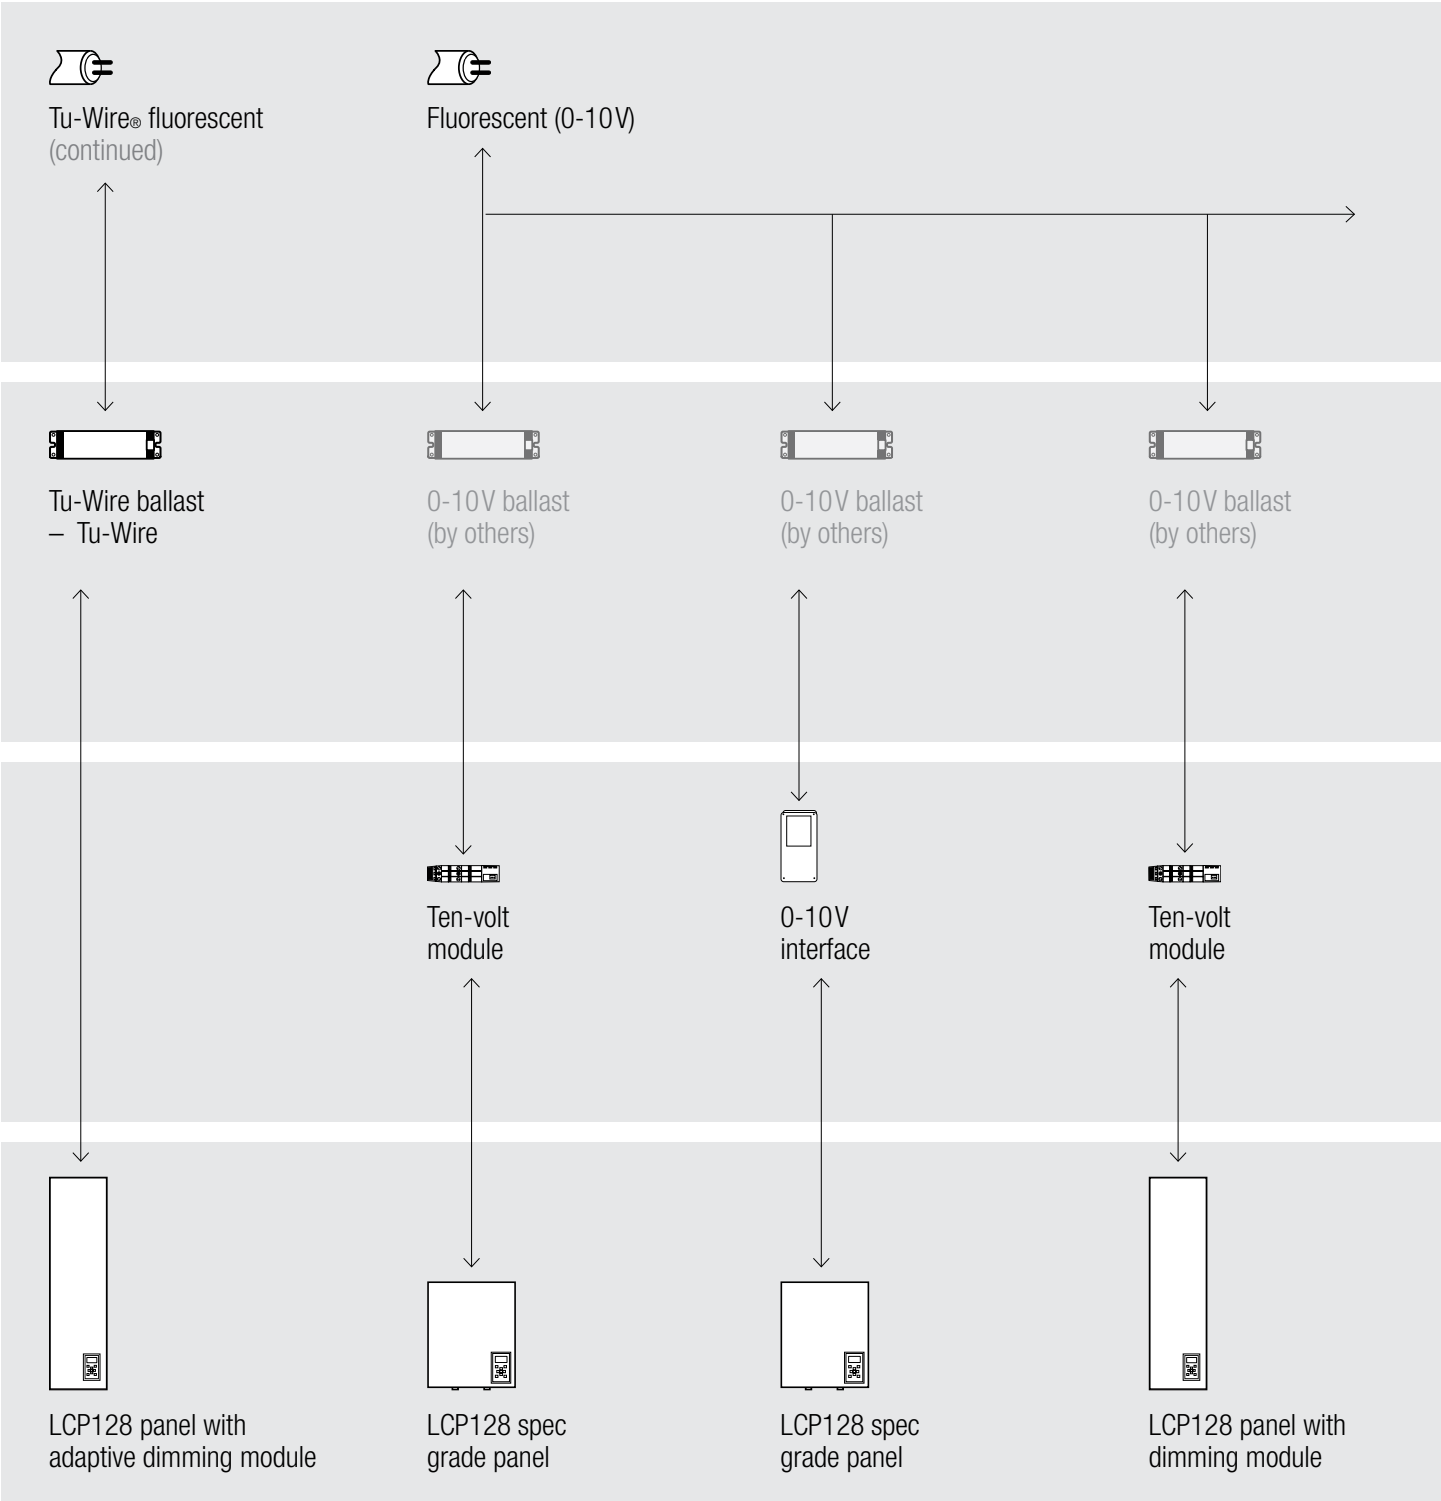 Tu-Wire® fluorescent
(continued)
Fluorescent (0-10V)
Tu-Wire ballast
– Tu-Wire
0-10V ballast
(by others)
0-10V ballast
(by others)
0-10V ballast
(by others)
Ten-volt
module
0-10V
interface
Ten-volt
module
LCP128 panel with
adaptive dimming module
LCP128 spec
grade panel
LCP128 spec
grade panel
LCP128 panel with
dimming module